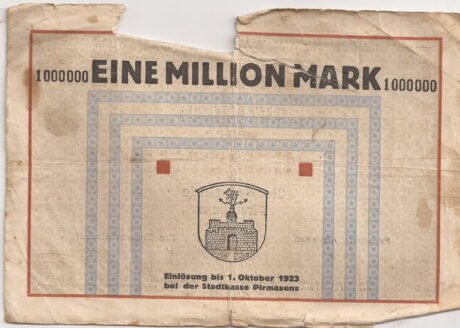 1000000 EINE MILLION MARK 1000000
Einlösung bis 1. Oktober 1923
bei der Stadtkasse Pirmasens